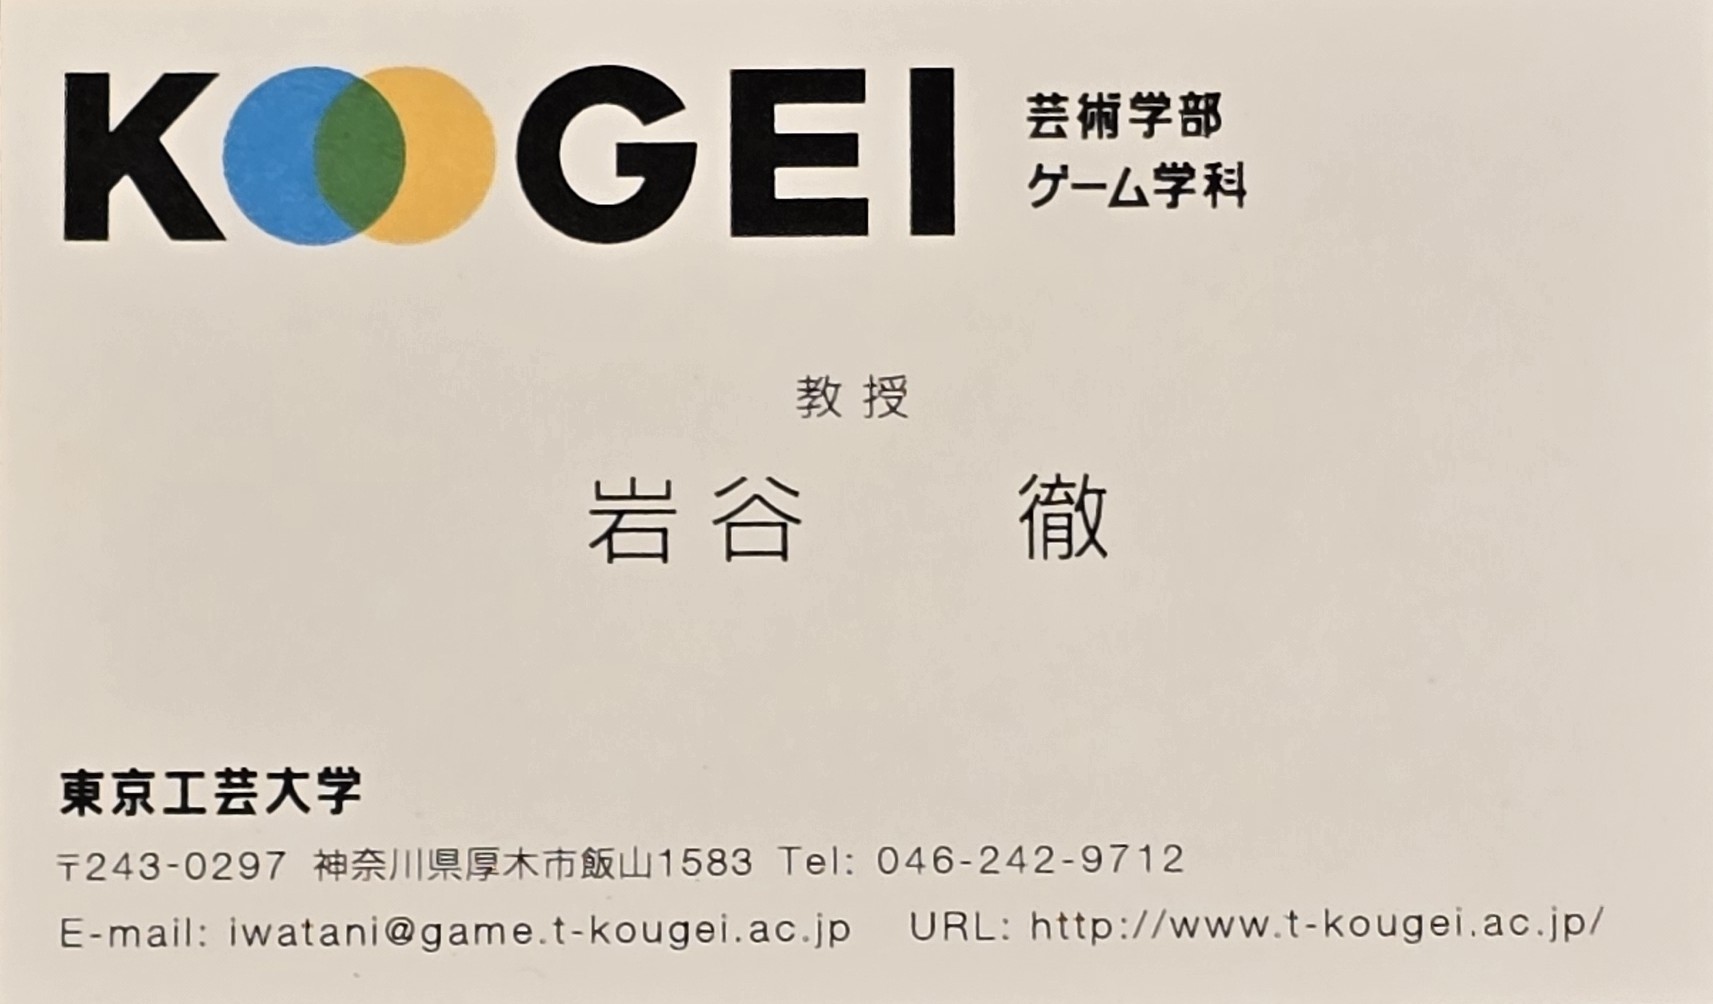 KOOGEI
芸術学部
ゲーム学科
教授
岩谷 徹
東京工芸大学
〒243-0297 神奈川県厚木市飯山1583 Tel: 046-242-9712
E-mail: iwatani@game.t-kougei.ac.jp URL: http://www.t-kougei.ac.jp/